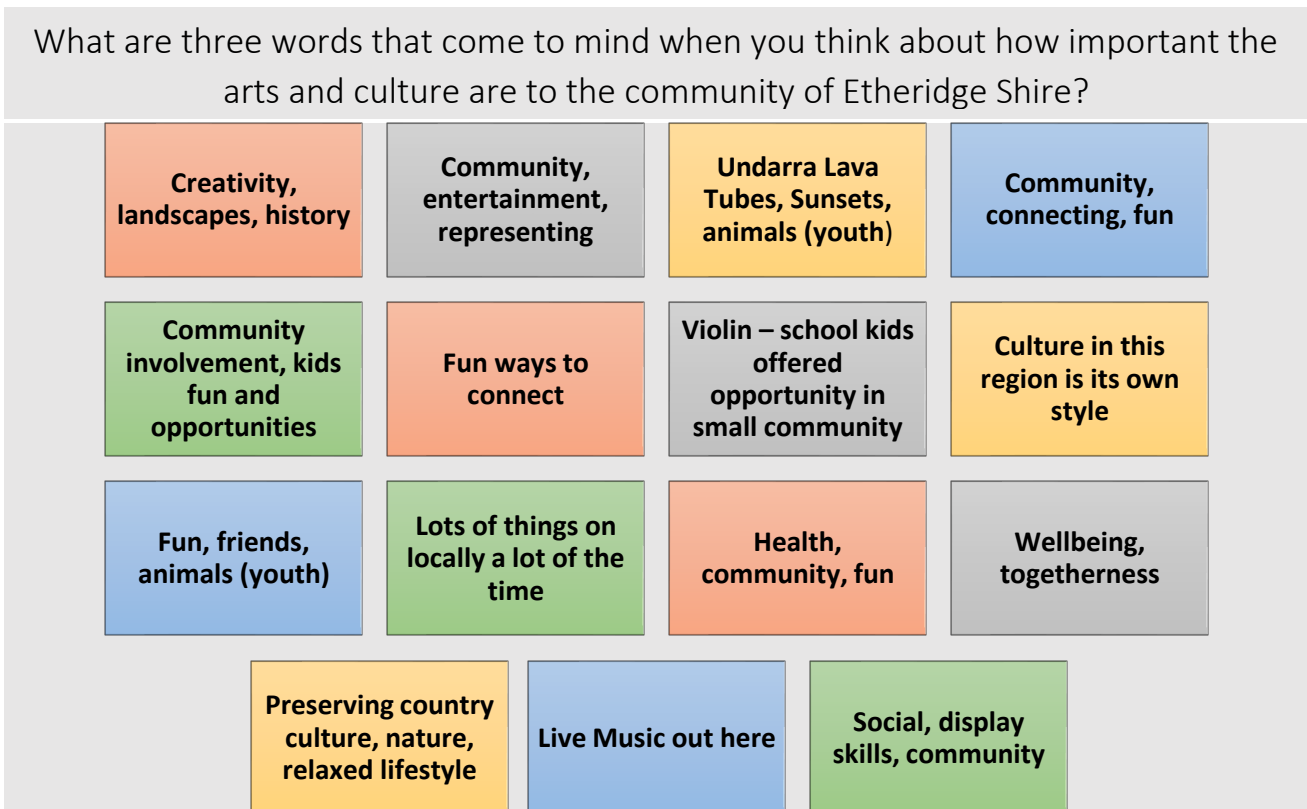 What are three words that come to mind when you think about how important the
arts and culture are to the community of Etheridge Shire?
Creativity,
landscapes, history
Community,
entertainment,
representing
Undarra Lava
Tubes, Sunsets,
animals (youth)
Community,
connecting, fun
Community
involvement, kids
fun and
opportunities
Fun ways to
connect
Violin – school kids
offered
opportunity in
small community
Culture in this
region is its own
style
Fun, friends,
animals (youth)
Lots of things on
locally a lot of the
time
Health,
community, fun
Wellbeing,
togetherness
Preserving country
culture, nature,
relaxed lifestyle
Live Music out here
Social, display
skills, community